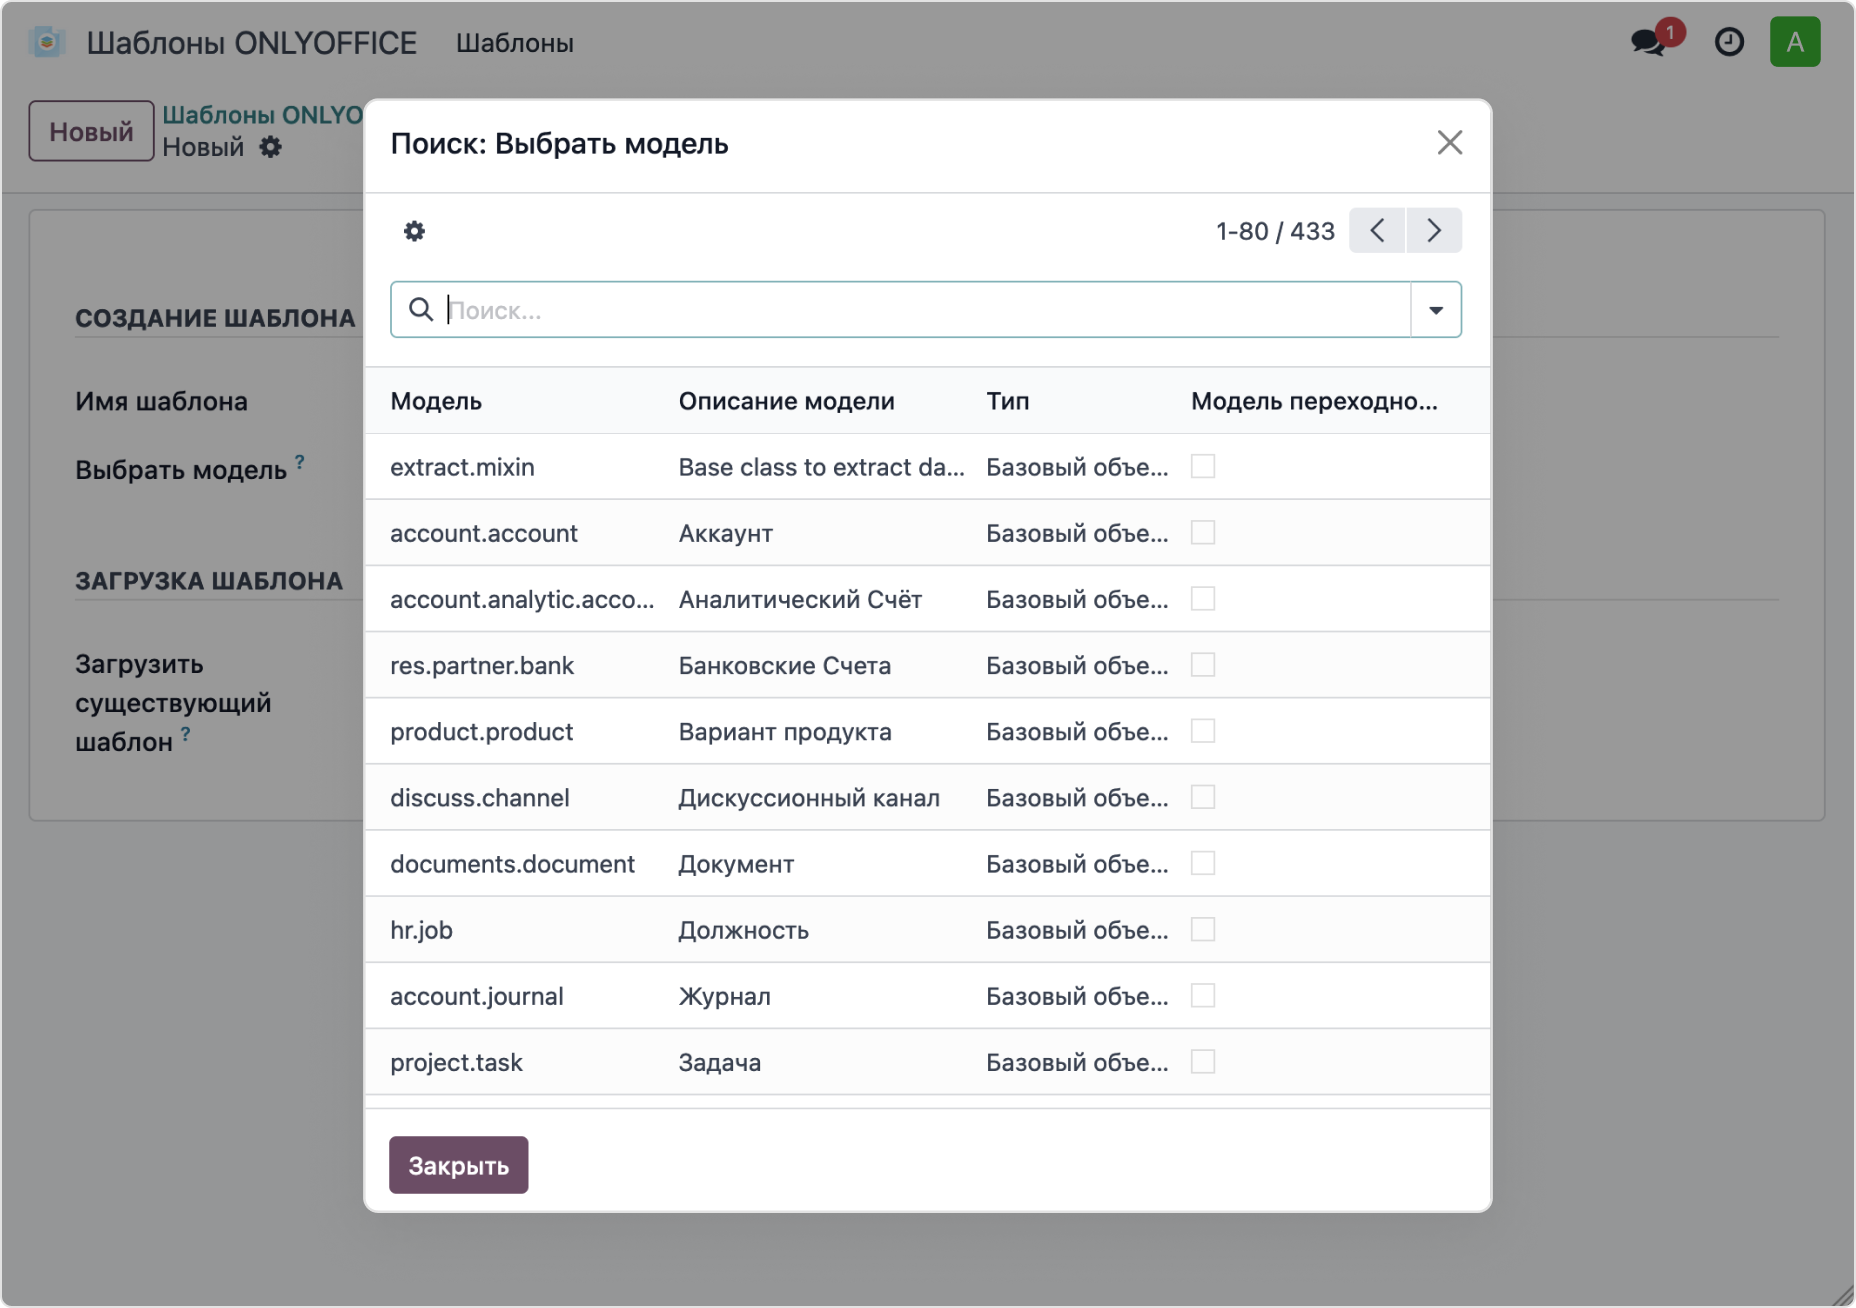 Шаблоны ONLYOFFICE Шаблоны 1 A
Новый Шаблоны ONLYO
Новый
Поиск: Выбрать модель
1-80 / 433
Поиск...
СОЗДАНИЕ ШАБЛОНА
Имя шаблона
Выбрать модель ?
ЗАГРУЗКА ШАБЛОНА
Загрузить
существующий
шаблон ?
Модель Описание модели Тип Модель переходно...
extract.mixin Base class to extract da... Базовый объе...
account.account Аккаунт Базовый объе...
account.analytic.acco... Аналитический Счёт Базовый объе...
res.partner.bank Банковские Счета Базовый объе...
product.product Вариант продукта Базовый объе...
discuss.channel Дискуссионный канал Базовый объе...
documents.document Документ Базовый объе...
hr.job Должность Базовый объе...
account.journal Журнал Базовый объе...
project.task Задача Базовый объе...
Закрыть